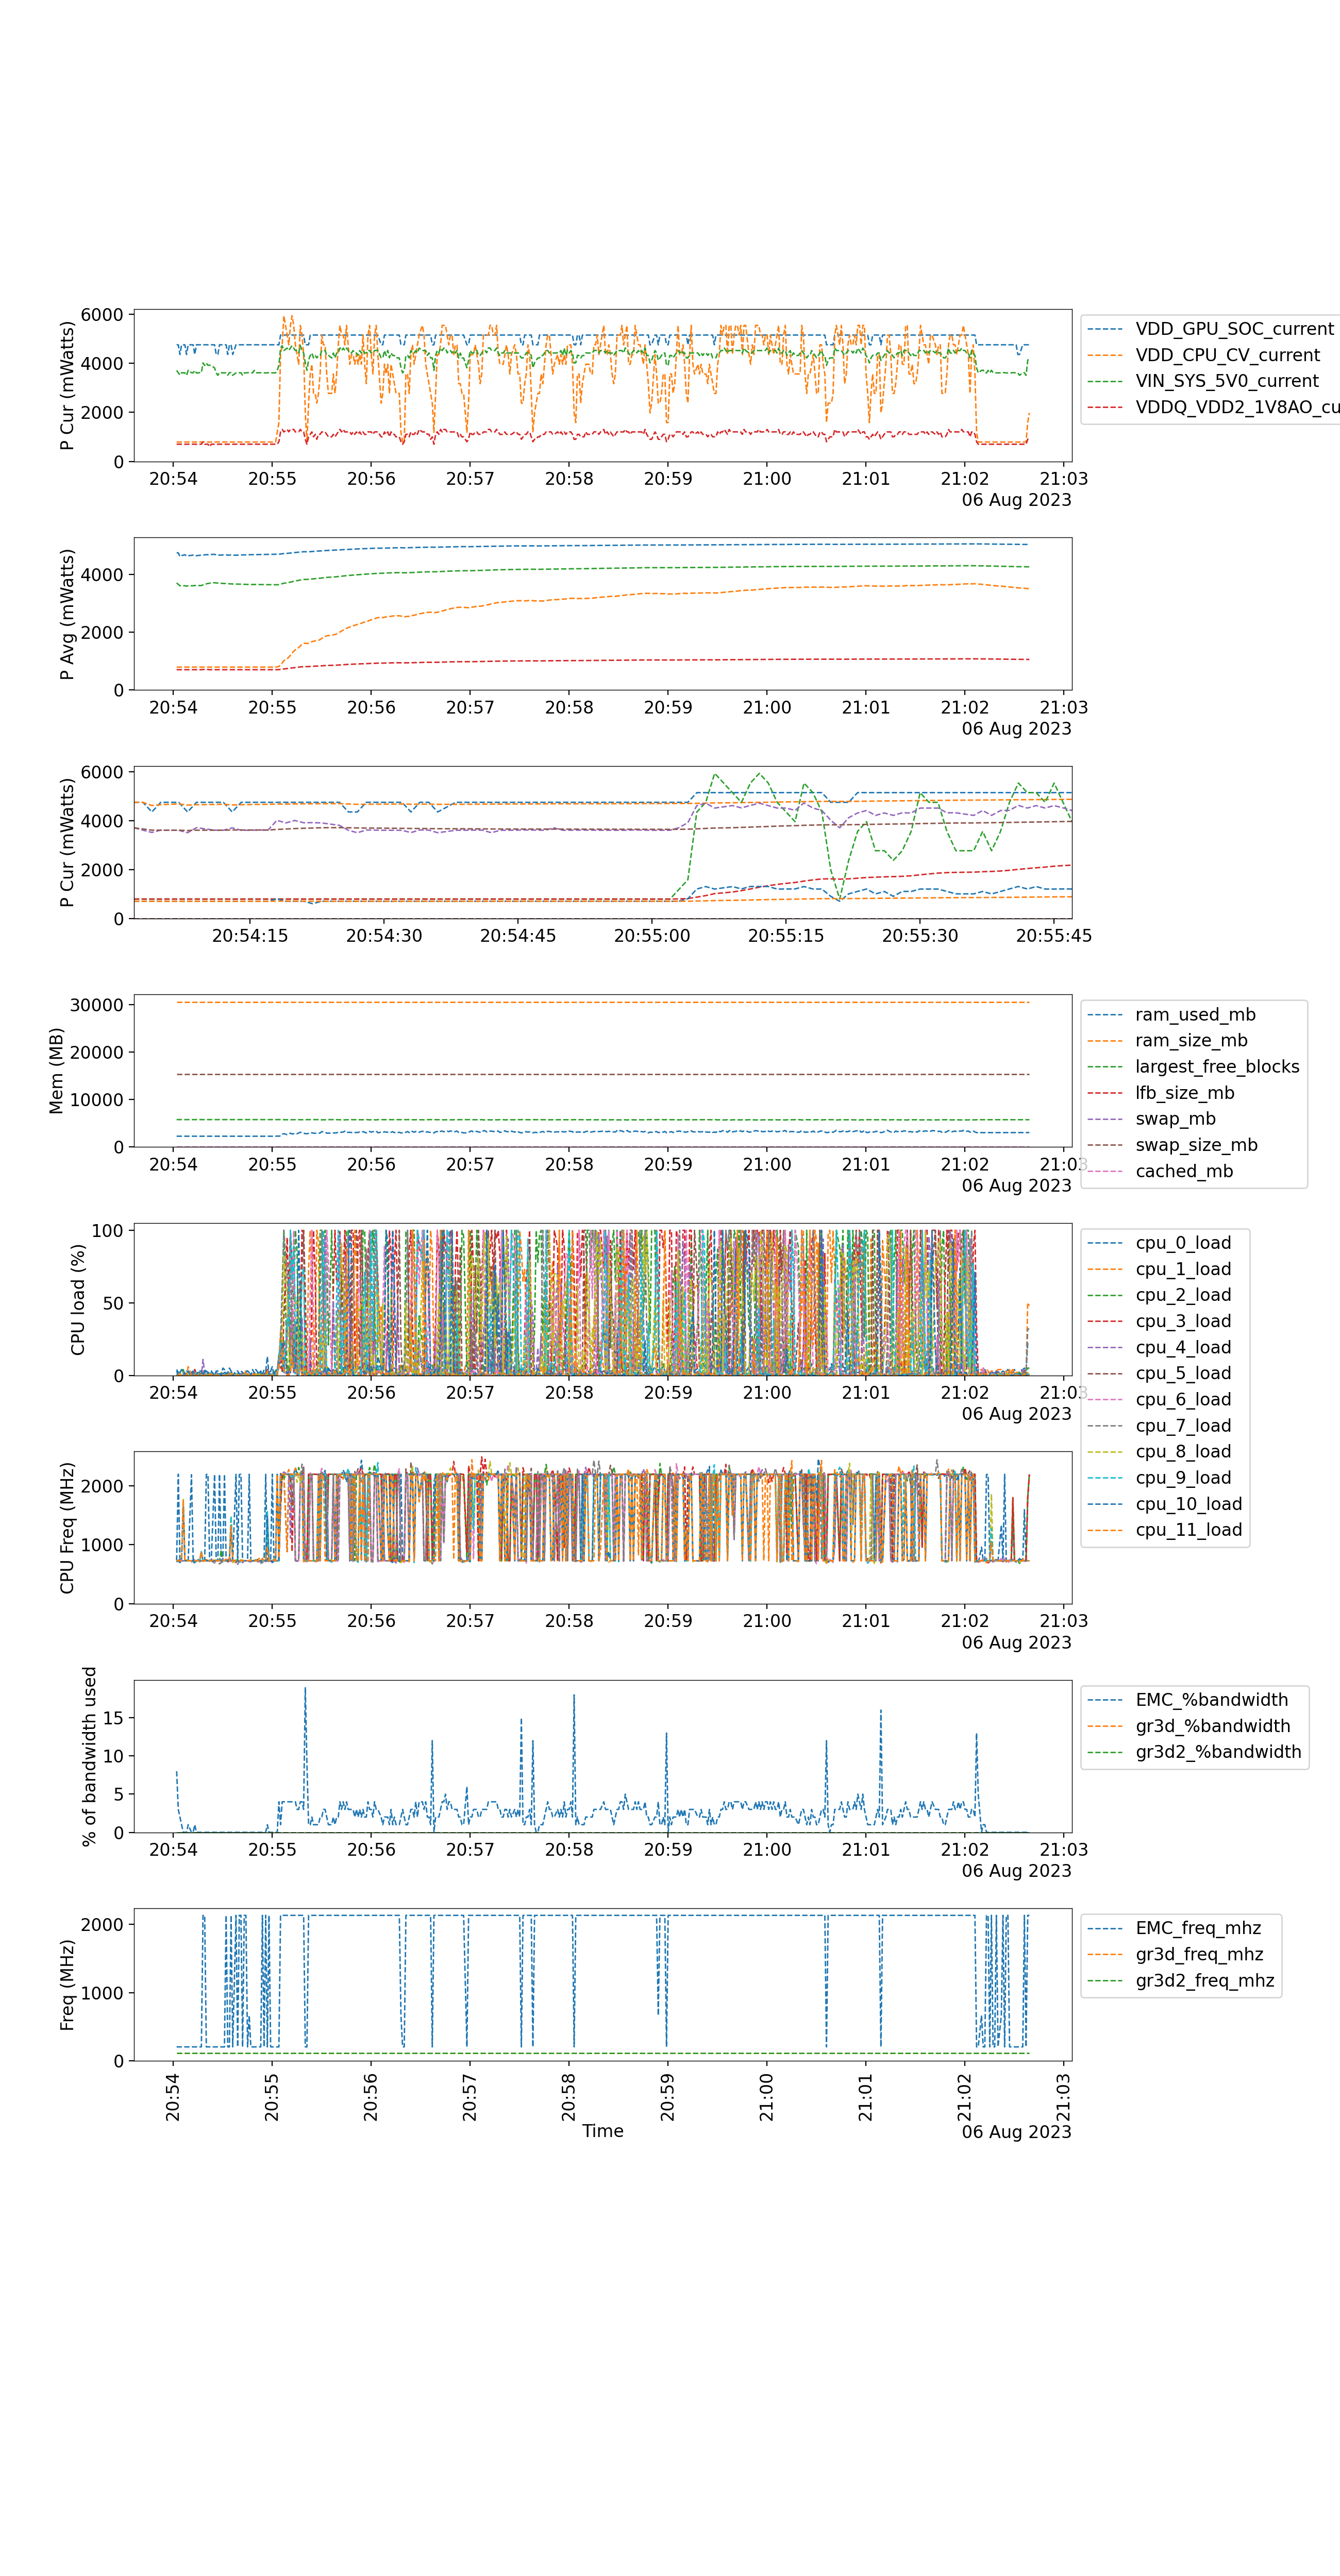 P Cur (mWatts)
6000
4000
2000
0
20:54 20:55 20:56 20:57 20:58 20:59 21:00 21:01 21:02 21:03
06 Aug 2023
VDD_GPU_SOC_current
VDD_CPU_CV_current
VIN_SYS_5V0_current
VDDQ_VDD2_1V8AO_cu
P Avg (mWatts)
4000
2000
0
20:54 20:55 20:56 20:57 20:58 20:59 21:00 21:01 21:02 21:03
06 Aug 2023
P Cur (mWatts)
6000
4000
2000
0
20:54:15 20:54:30 20:54:45 20:55:00 20:55:15 20:55:30 20:55:45
Mem (MB)
30000
20000
10000
0
20:54 20:55 20:56 20:57 20:58 20:59 21:00 21:01 21:02 21:03
06 Aug 2023
ram_used_mb
ram_size_mb
largest_free_blocks
lfb_size_mb
swap_mb
swap_size_mb
cached_mb
CPU load (%)
100
50
0
20:54 20:55 20:56 20:57 20:58 20:59 21:00 21:01 21:02 21:03
06 Aug 2023
cpu_0_load
cpu_1_load
cpu_2_load
cpu_3_load
cpu_4_load
cpu_5_load
cpu_6_load
cpu_7_load
cpu_8_load
cpu_9_load
cpu_10_load
cpu_11_load
CPU Freq (MHz)
2000
1000
0
20:54 20:55 20:56 20:57 20:58 20:59 21:00 21:01 21:02 21:03
06 Aug 2023
% of bandwidth used
15
10
5
0
20:54 20:55 20:56 20:57 20:58 20:59 21:00 21:01 21:02 21:03
06 Aug 2023
EMC_%bandwidth
gr3d_%bandwidth
gr3d2_%bandwidth
Freq (MHz)
2000
1000
0
20:54 20:55 20:56 20:57 20:58 20:59 21:00 21:01 21:02 21:03
Time
06 Aug 2023
EMC_freq_mhz
gr3d_freq_mhz
gr3d2_freq_mhz